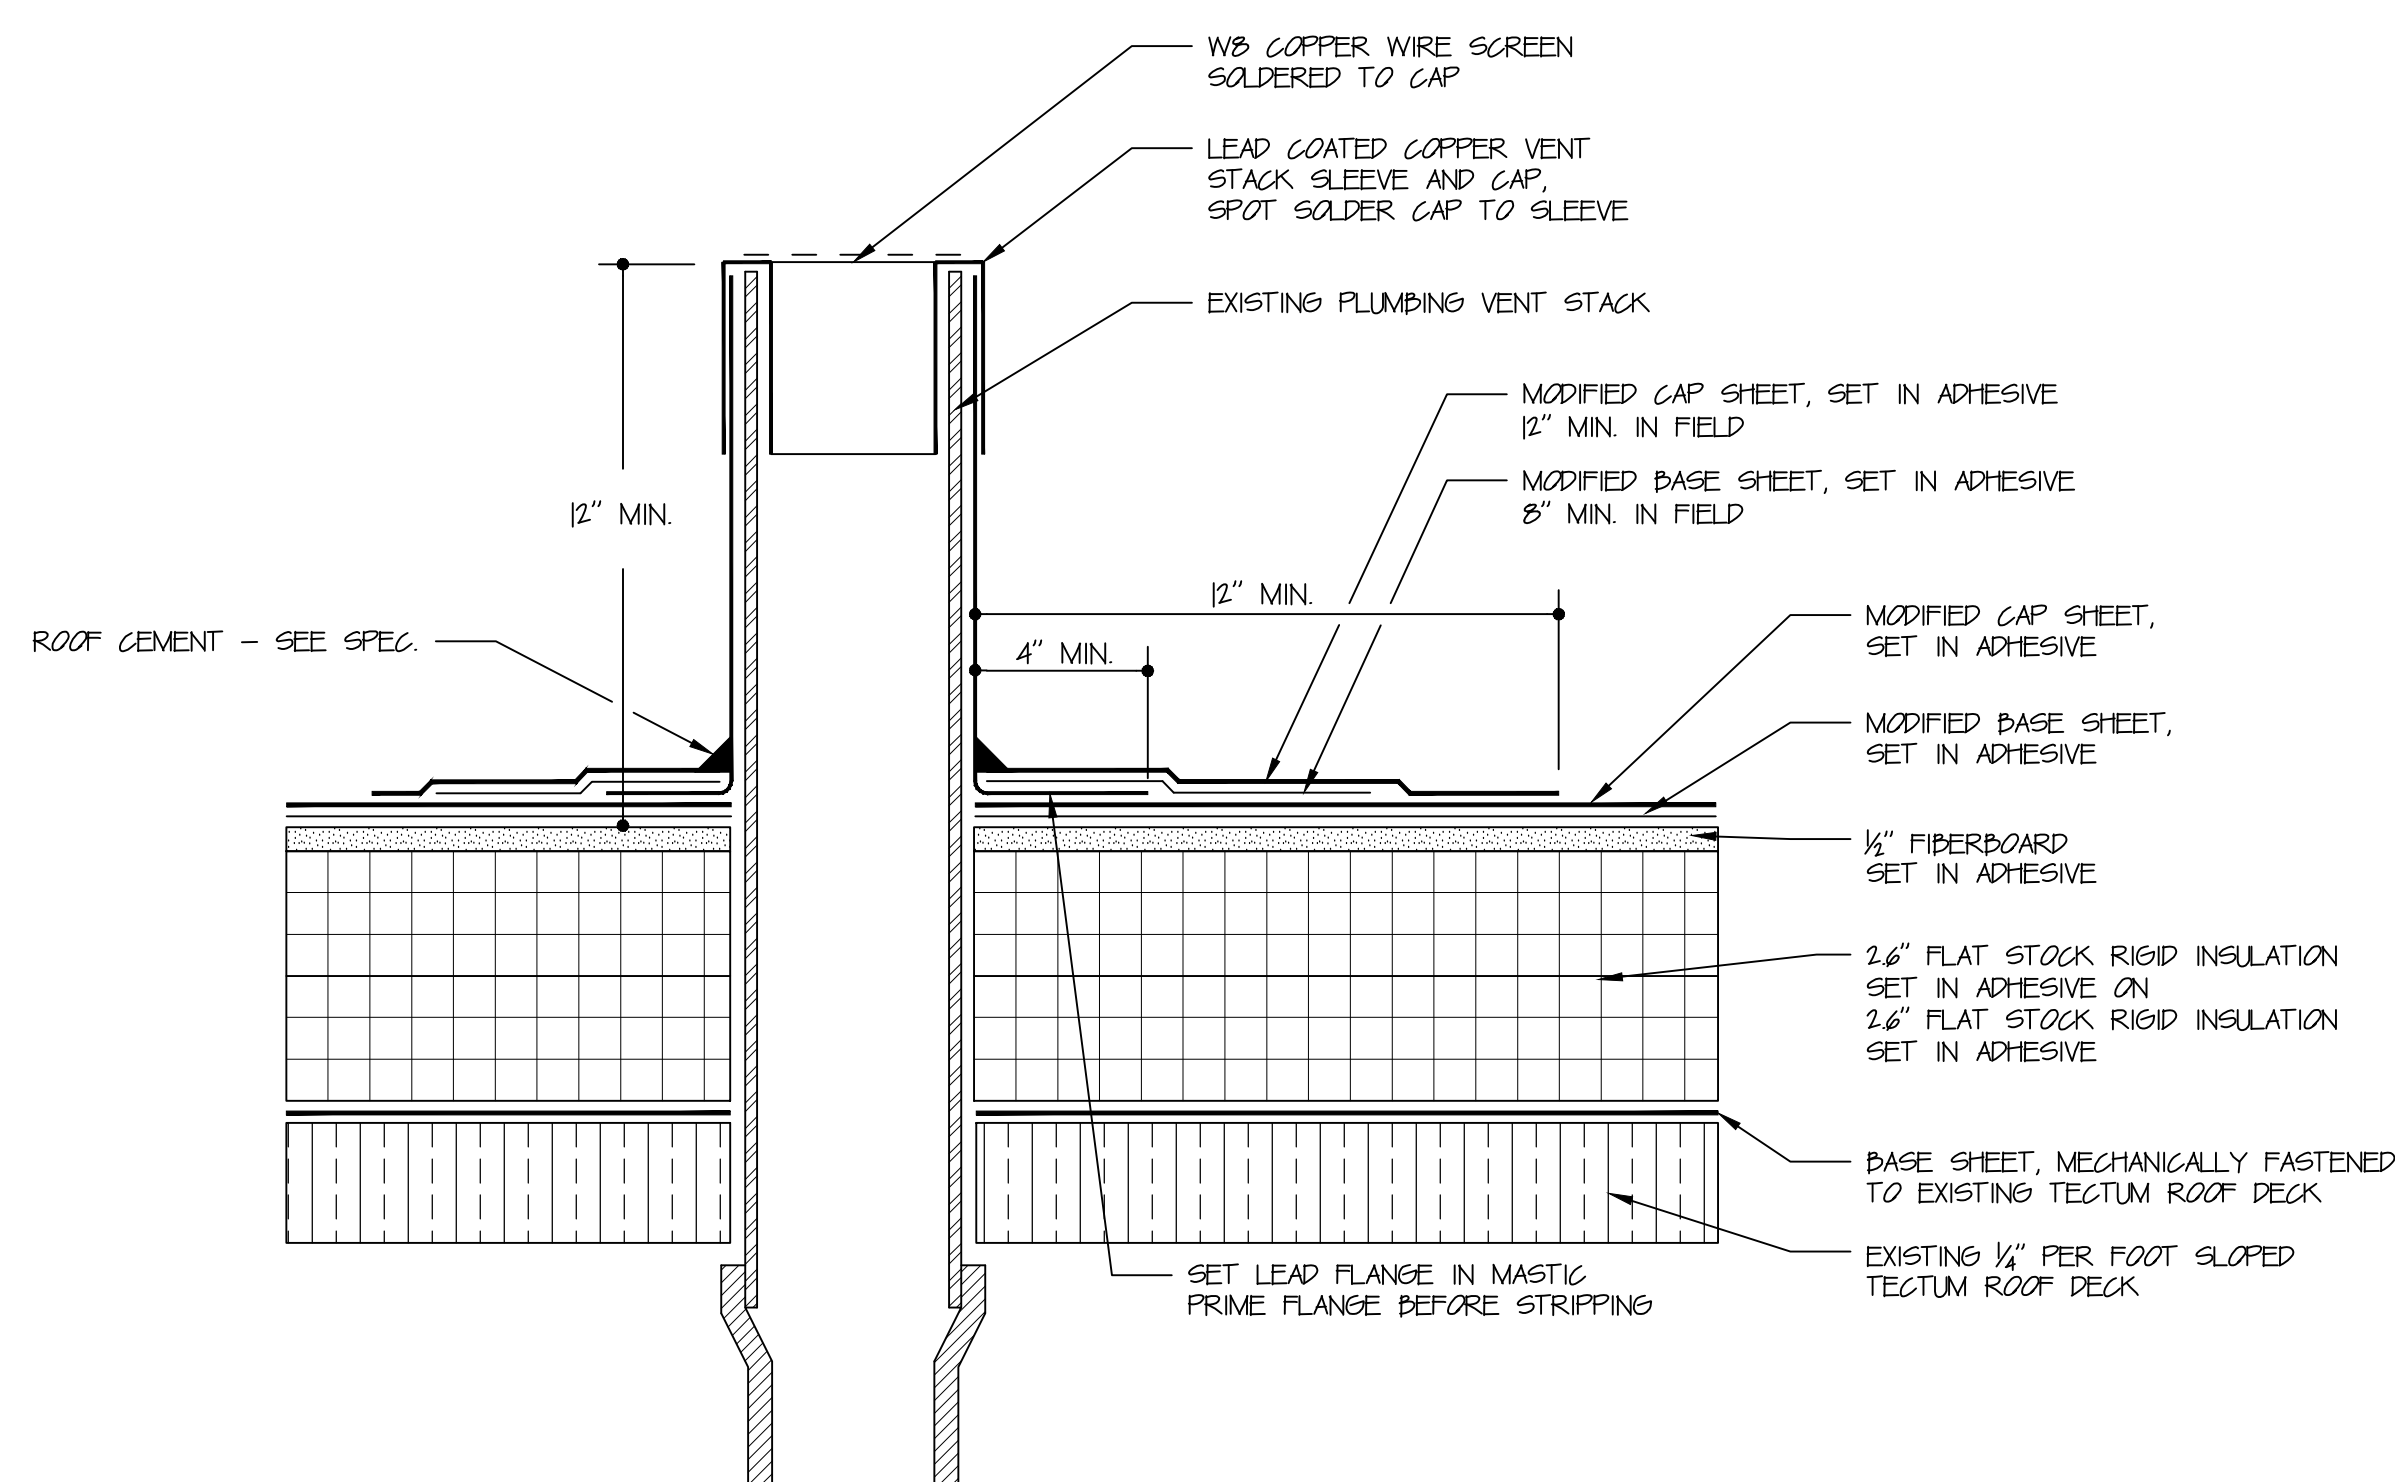 W8 COPPER WIRE SCREEN
SOLDERED TO CAP
LEAD COATED COPPER VENT
STACK SLEEVE AND CAP,
SPOT SOLDER CAP TO SLEEVE
EXISTING PLUMBING VENT STACK
MODIFIED CAP SHEET, SET IN ADHESIVE
12" MIN. IN FIELD
MODIFIED BASE SHEET, SET IN ADHESIVE
8" MIN. IN FIELD
12" MIN.
12" MIN.
4" MIN.
ROOF CEMENT – SEE SPEC.
MODIFIED CAP SHEET,
SET IN ADHESIVE
MODIFIED BASE SHEET,
SET IN ADHESIVE
½" FIBERBOARD
SET IN ADHESIVE
2.6" FLAT STOCK RIGID INSULATION
SET IN ADHESIVE ON
2.6" FLAT STOCK RIGID INSULATION
SET IN ADHESIVE
BASE SHEET, MECHANICALLY FASTENED
TO EXISTING TECTUM ROOF DECK
EXISTING ¼" PER FOOT SLOPED
TECTUM ROOF DECK
SET LEAD FLANGE IN MASTIC
PRIME FLANGE BEFORE STRIPPING